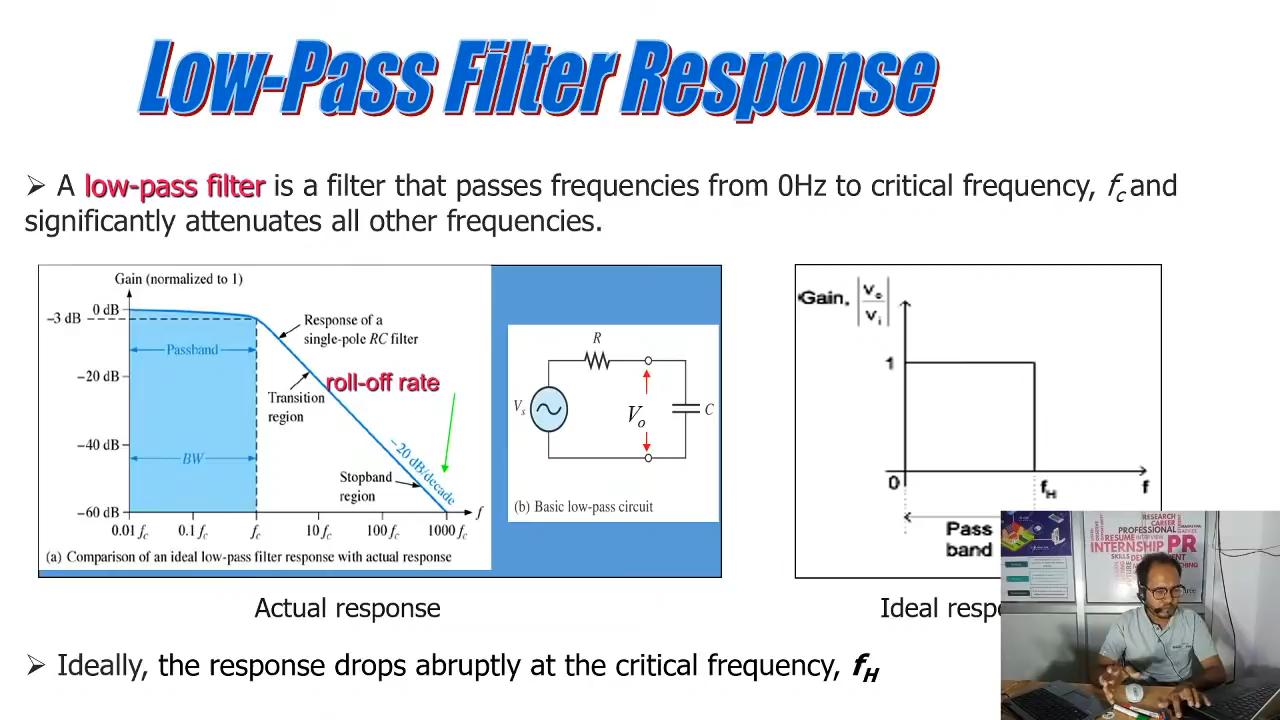 Low-Pass Filter Response
➢ A low-pass filter is a filter that passes frequencies from 0Hz to critical frequency, fc and
significantly attenuates all other frequencies.
Gain (normalized to 1)
0 dB
−3 dB
Passband
−20 dB
−40 dB
BW
−60 dB
Response of a
single-pole RC filter
roll-off rate
Transition
region
−20 dB/decade
Stopband
region
f
0.01 fc 0.1 fc fc 10 fc 100 fc 1000 fc
(a) Comparison of an ideal low-pass filter response with actual response
R
Vs
Vo
C
(b) Basic low-pass circuit
Gain, |vo/vi|
1
0
fH
f
Pass
band
Actual response
Ideal resp
➢ Ideally, the response drops abruptly at the critical frequency, fH
RESEARCH
CAREER
PROFESSIONAL
RESUME INTERVIEW
INTERNSHIP PR
SKILLS